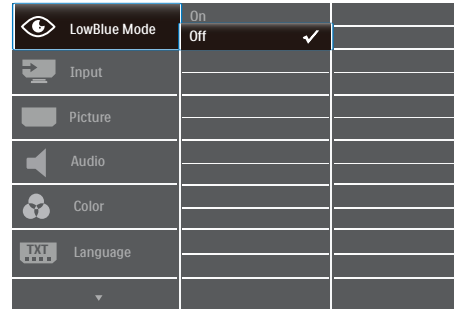 LowBlue Mode
On
Off
Input
Picture
Audio
Color
TXT
Language